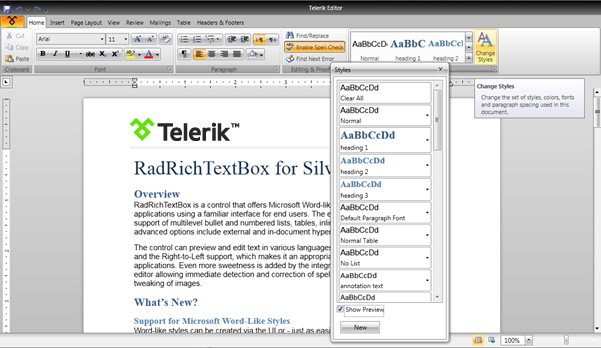 Telerik Editor
Home Insert Page Layout View Review Mailings Table Headers & Footers
Cut
Copy
Paste
Clipboard
Arial 11
Font
Paragraph
Find/Replace
Enable Spell Check
Find Next Error
Editing & Proofi
AaBbCcD AaBbC AaBbCcl
Normal heading 1 heading 2
Change
Styles
Styles
Change Styles
Change the set of styles, colors, fonts
and paragraph spacing used in this
document.
AaBbCcDd
Clear All
AaBbCcDd
Normal
AaBbCcDd
heading 1
AaBbCcDd
heading 2
AaBbCcDd
heading 3
AaBbCcDd
Default Paragraph Font
AaBbCcDd
Normal Table
AaBbCcDd
No List
AaBbCcDd
annotation text
AaBbCcDd
Show Preview
New
Telerik™
RadRichTextBox for Silv
Overview
RadRichTextBox is a control that offers Microsoft Word-lik
applications using a familiar interface for end users. The e
support of multilevel bullet and numbered lists, tables, inlin
advanced options include external and in-document hyper
The control can preview and edit text in various languages
and the Right-to-Left support, which makes it an appropria
applications. Even more sweetness is added by the integr
editor allowing immediate detection and correction of spel
tweaking of images.
What's New?
Support for Microsoft Word-Like Styles
Word-like styles can be created via the UI or - just as easi
100%